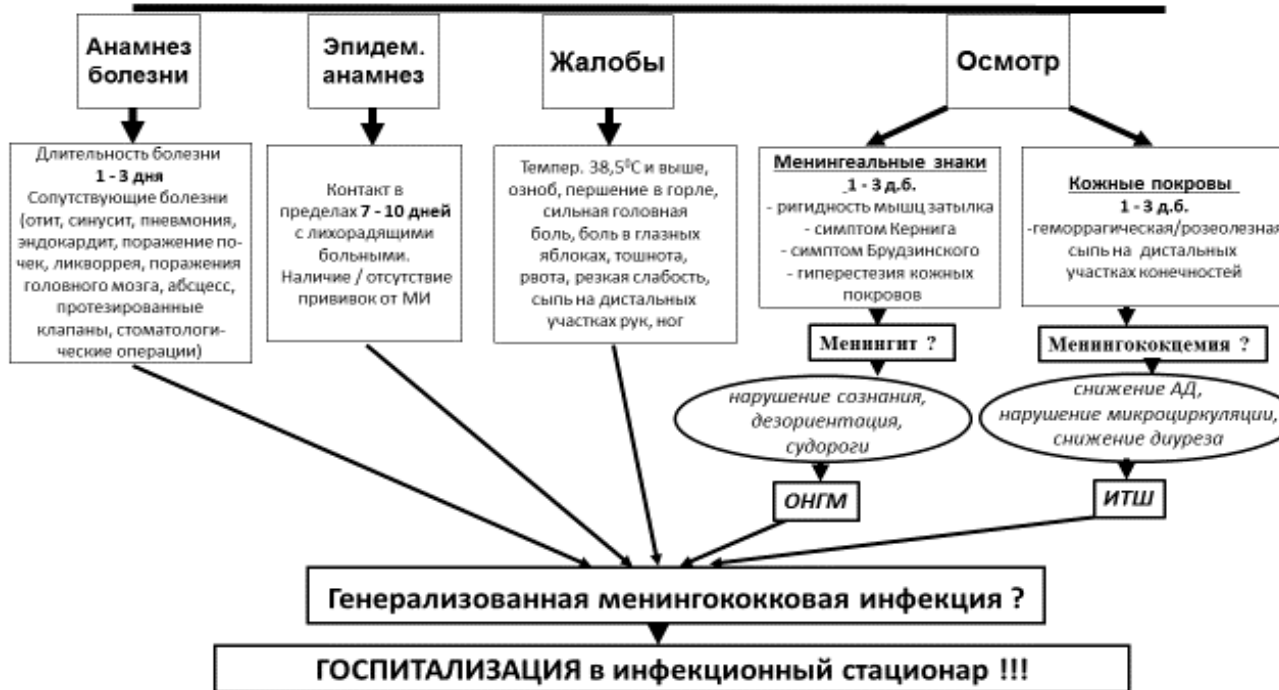 Анамнез
болезни
Эпидем.
анамнез
Жалобы
Осмотр
Длительность болезни
1 - 3 дня
Сопутствующие болезни
(отит, синусит, пневмония,
эндокардит, поражение по-
чек, ликворрея, поражения
головного мозга, абсцесс,
протезированные
клапаны, стоматологи-
ческие операции)
Контакт в
пределах 7 - 10 дней
с лихорадящими
больными.
Наличие / отсутствие
прививок от МИ
Темпер. 38,5⁰С и выше,
озноб, першение в горле,
сильная головная
боль, боль в глазных
яблоках, тошнота,
рвота, резкая слабость,
сыпь на дистальных
участках рук, ног
Менингеальные знаки
1 - 3 д.б.
- ригидность мышц затылка
- симптом Кернига
- симптом Брудзинского
- гиперестезия кожных
покровов
Кожные покровы
1 - 3 д.б.
-геморрагическая/розеолезная
сыпь на дистальных
участках конечностей
Менингит ?
Менингококцемия ?
нарушение сознания,
дезориентация,
судороги
снижение АД,
нарушение микроциркуляции,
снижение диуреза
ОНГМ
ИТШ
Генерализованная менингококковая инфекция ?
ГОСПИТАЛИЗАЦИЯ в инфекционный стационар !!!